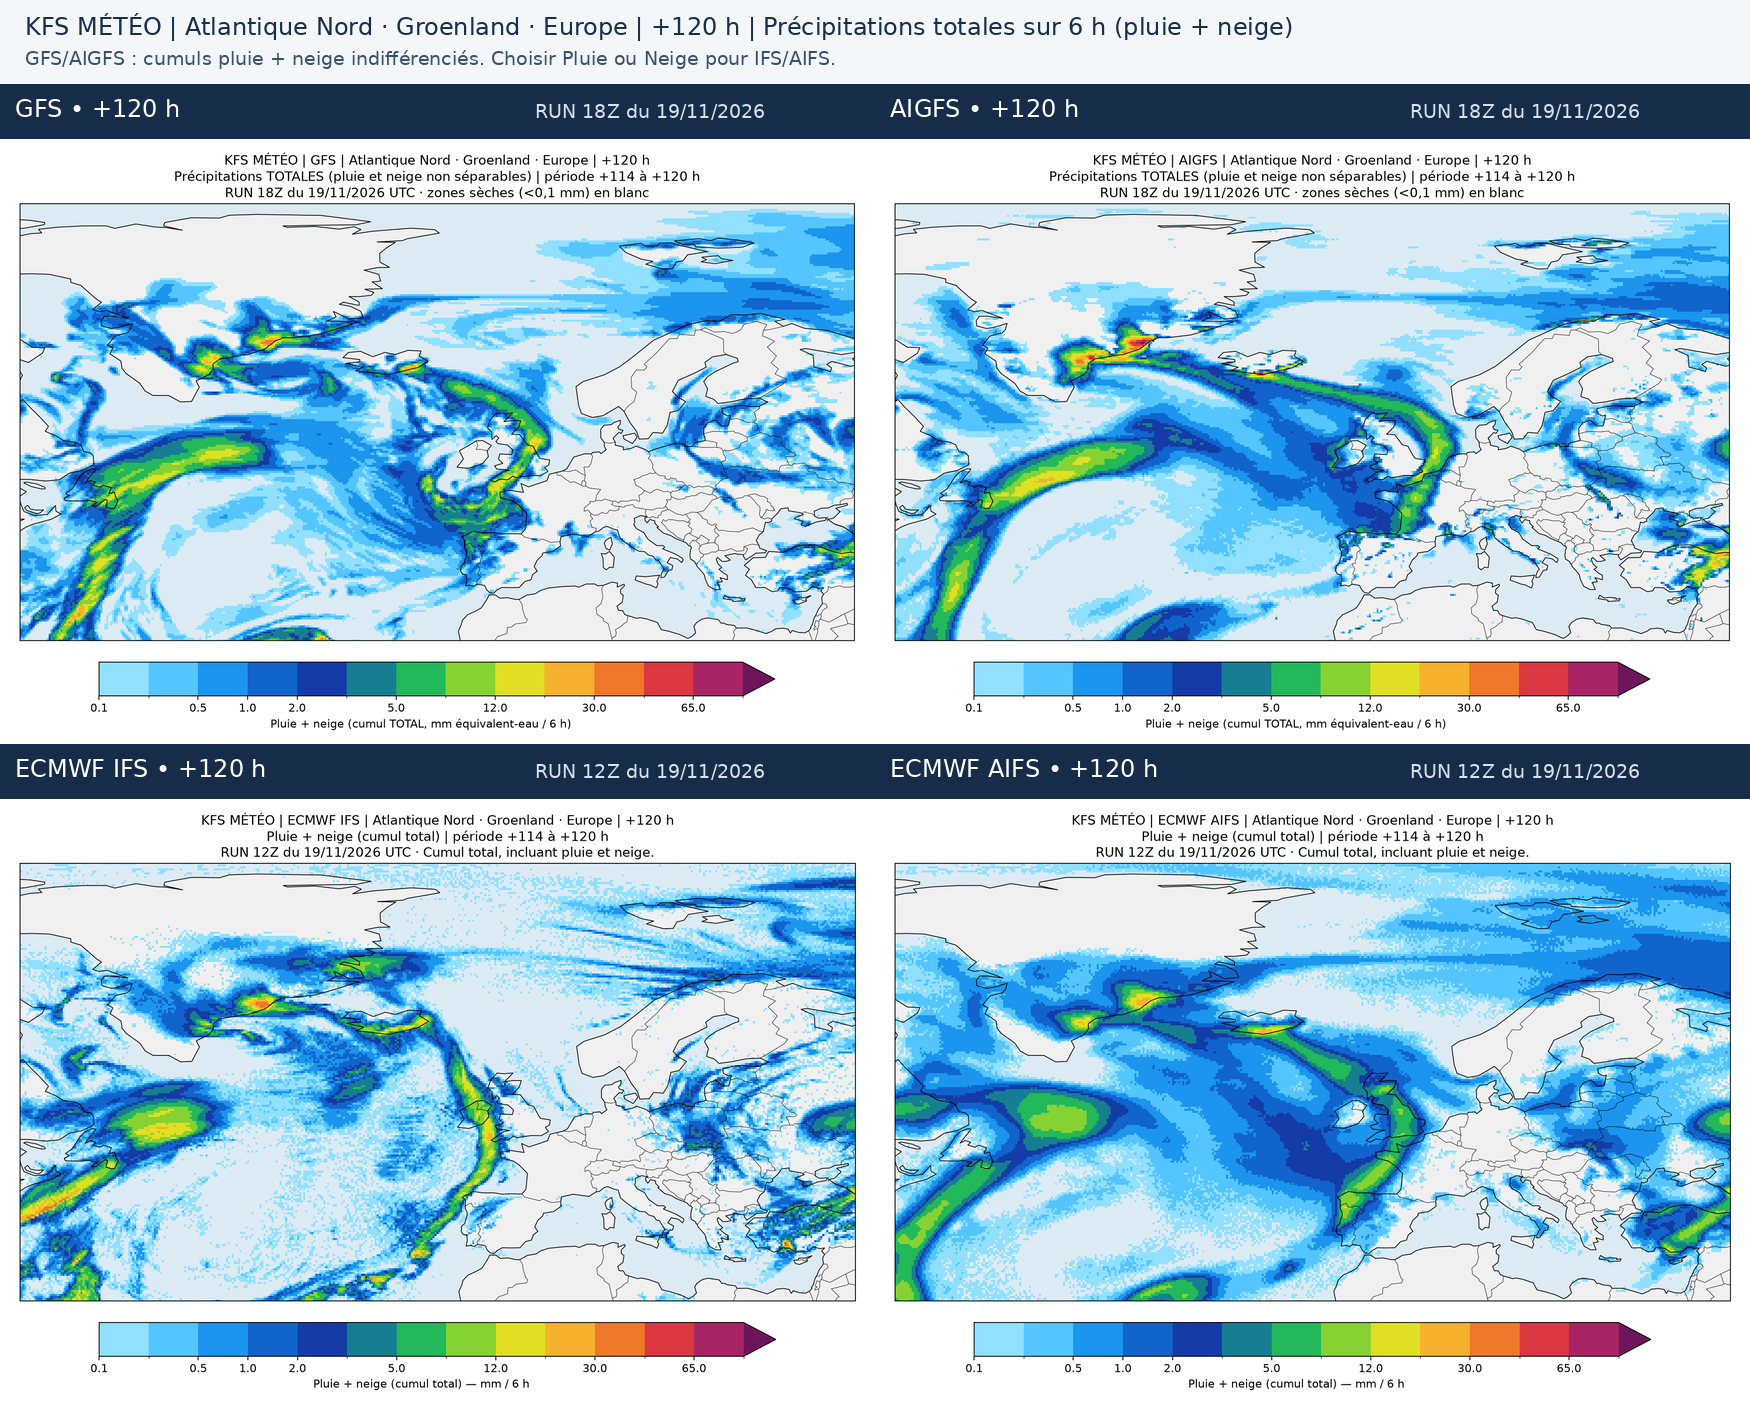 KFS MÉTÉO | Atlantique Nord · Groenland · Europe | +120 h | Précipitations totales sur 6 h (pluie + neige)
GFS/AIGFS : cumuls pluie + neige indifférenciés. Choisir Pluie ou Neige pour IFS/AIFS.
GFS • +120 h
RUN 18Z du 19/11/2026
AIGFS • +120 h
RUN 18Z du 19/11/2026
KFS MÉTÉO | GFS | Atlantique Nord · Groenland · Europe | +120 h
Précipitations TOTALES (pluie et neige non séparables) | période +114 à +120 h
RUN 18Z du 19/11/2026 UTC · zones sèches (<0,1 mm) en blanc
KFS MÉTÉO | AIGFS | Atlantique Nord · Groenland · Europe | +120 h
Précipitations TOTALES (pluie et neige non séparables) | période +114 à +120 h
RUN 18Z du 19/11/2026 UTC · zones sèches (<0,1 mm) en blanc
0.1 0.5 1.0 2.0 5.0 12.0 30.0 65.0
Pluie + neige (cumul TOTAL, mm équivalent-eau / 6 h)
0.1 0.5 1.0 2.0 5.0 12.0 30.0 65.0
Pluie + neige (cumul TOTAL, mm équivalent-eau / 6 h)
ECMWF IFS • +120 h
RUN 12Z du 19/11/2026
ECMWF AIFS • +120 h
RUN 12Z du 19/11/2026
KFS MÉTÉO | ECMWF IFS | Atlantique Nord · Groenland · Europe | +120 h
Pluie + neige (cumul total) | période +114 à +120 h
RUN 12Z du 19/11/2026 UTC · Cumul total, incluant pluie et neige.
KFS MÉTÉO | ECMWF AIFS | Atlantique Nord · Groenland · Europe | +120 h
Pluie + neige (cumul total) | période +114 à +120 h
RUN 12Z du 19/11/2026 UTC · Cumul total, incluant pluie et neige.
0.1 0.5 1.0 2.0 5.0 12.0 30.0 65.0
Pluie + neige (cumul total) — mm / 6 h
0.1 0.5 1.0 2.0 5.0 12.0 30.0 65.0
Pluie + neige (cumul total) — mm / 6 h